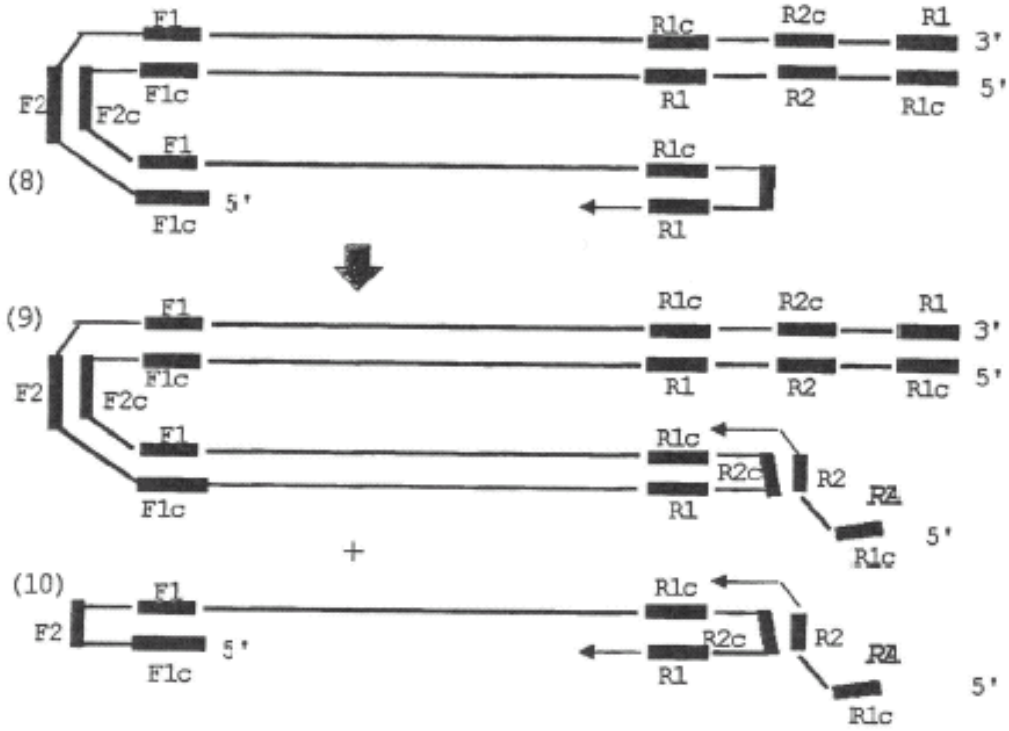 F1 R1c R2c R1
3'
F1c R1 R2 R1c 5'
F2 F2c
F1 R1c
(8)
F1c 5' R1
(9) F1 R1c R2c R1
3'
F1c R1 R2 R1c 5'
F2 F2c
F1 R1c
R2c R2 RA
F1c R1 R1c 5'
+
(10) F1 R1c
F2 5' R2c R2 RA
F1c R1 R1c 5'